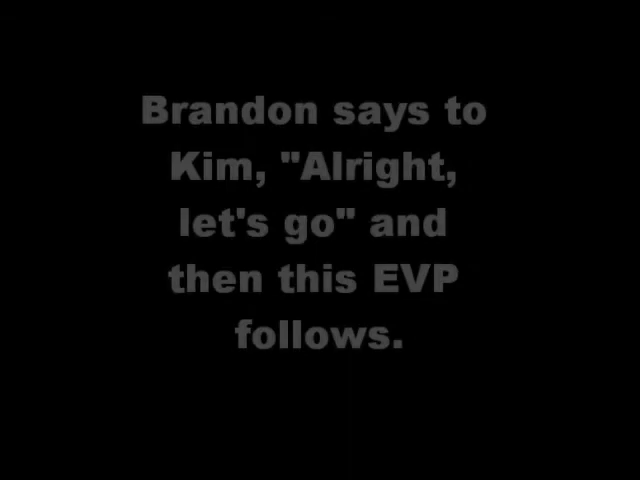 Brandon says to
Kim, "Alright,
let's go" and
then this EVP
follows.